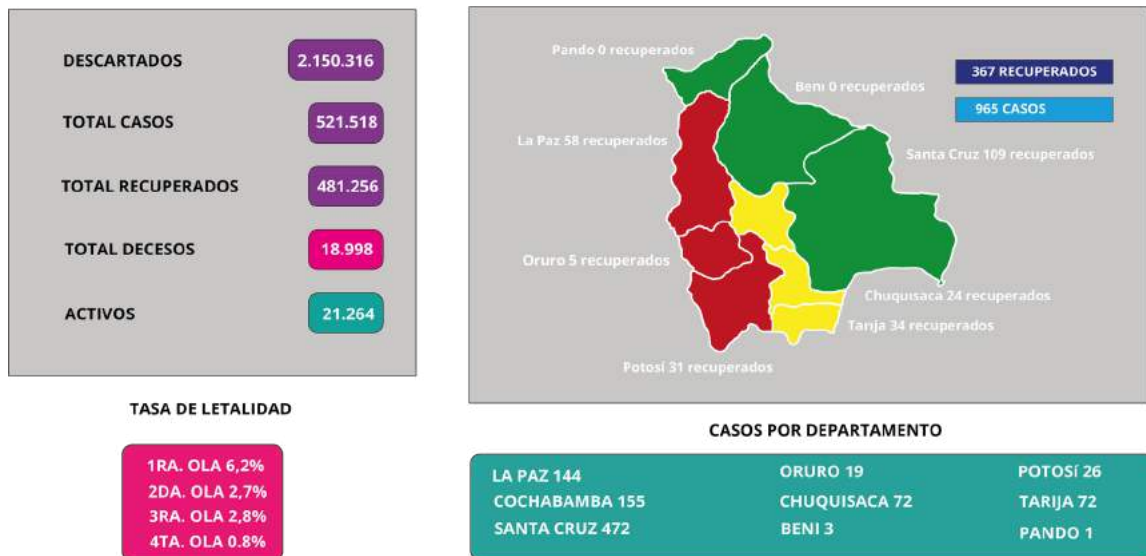 DESCARTADOS 2.150.316
TOTAL CASOS 521.518
TOTAL RECUPERADOS 481.256
TOTAL DECESOS 18.998
ACTIVOS 21.264
TASA DE LETALIDAD
1RA. OLA 6,2%
2DA. OLA 2,7%
3RA. OLA 2,8%
4TA. OLA 0.8%
Pando 0 recuperados
367 RECUPERADOS
Beni 0 recuperados
965 CASOS
La Paz 58 recuperados
Santa Cruz 109 recuperados
Oruro 5 recuperados
Chuquisaca 24 recuperados
Tarija 34 recuperados
Potosí 31 recuperados
CASOS POR DEPARTAMENTO
LA PAZ 144
COCHABAMBA 155
SANTA CRUZ 472
ORURO 19
CHUQUISACA 72
BENI 3
POTOSÍ 26
TARIJA 72
PANDO 1